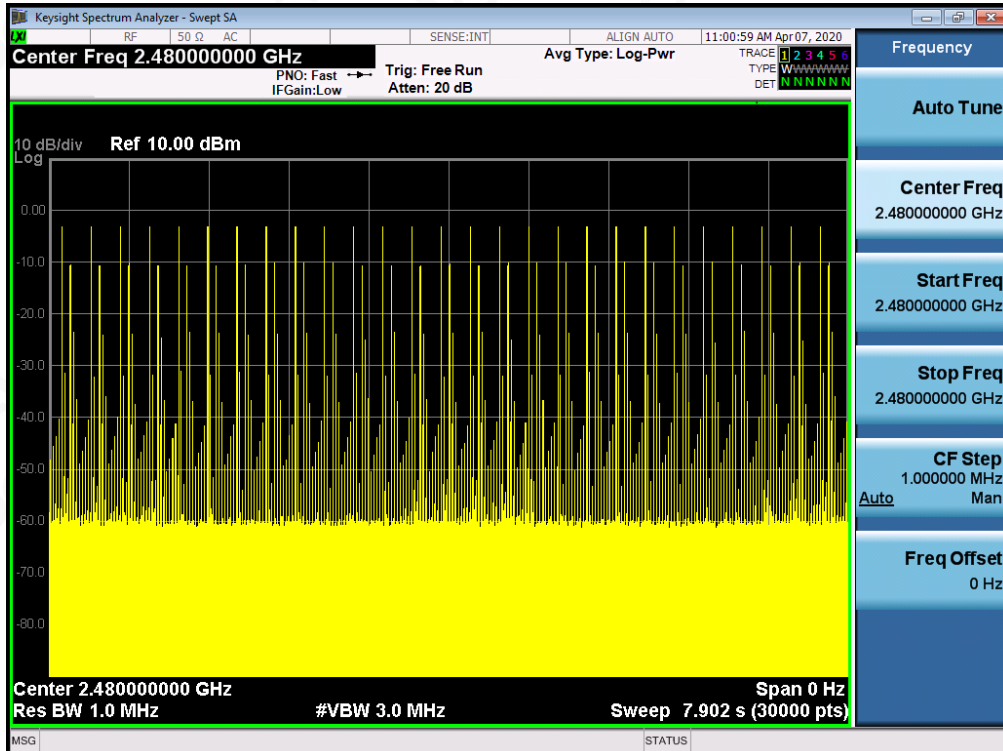 Keysight Spectrum Analyzer - Swept SA
LXI RF 50 Ω AC SENSE:INT ALIGN AUTO 11:00:59 AM Apr 07, 2020
Center Freq 2.480000000 GHz
PNO: Fast
IFGain:Low
Trig: Free Run
Atten: 20 dB
Avg Type: Log-Pwr
TRACE 1 2 3 4 5 6
TYPE WWWWWW
DET N N N N N N
10 dB/div Ref 10.00 dBm
Log
0.00
-10.0
-20.0
-30.0
-40.0
-50.0
-60.0
-70.0
-80.0
Center 2.480000000 GHz Span 0 Hz
Res BW 1.0 MHz #VBW 3.0 MHz Sweep 7.902 s (30000 pts)
MSG STATUS
Frequency
Auto Tune
Center Freq
2.480000000 GHz
Start Freq
2.480000000 GHz
Stop Freq
2.480000000 GHz
CF Step
1.000000 MHz
Auto Man
Freq Offset
0 Hz